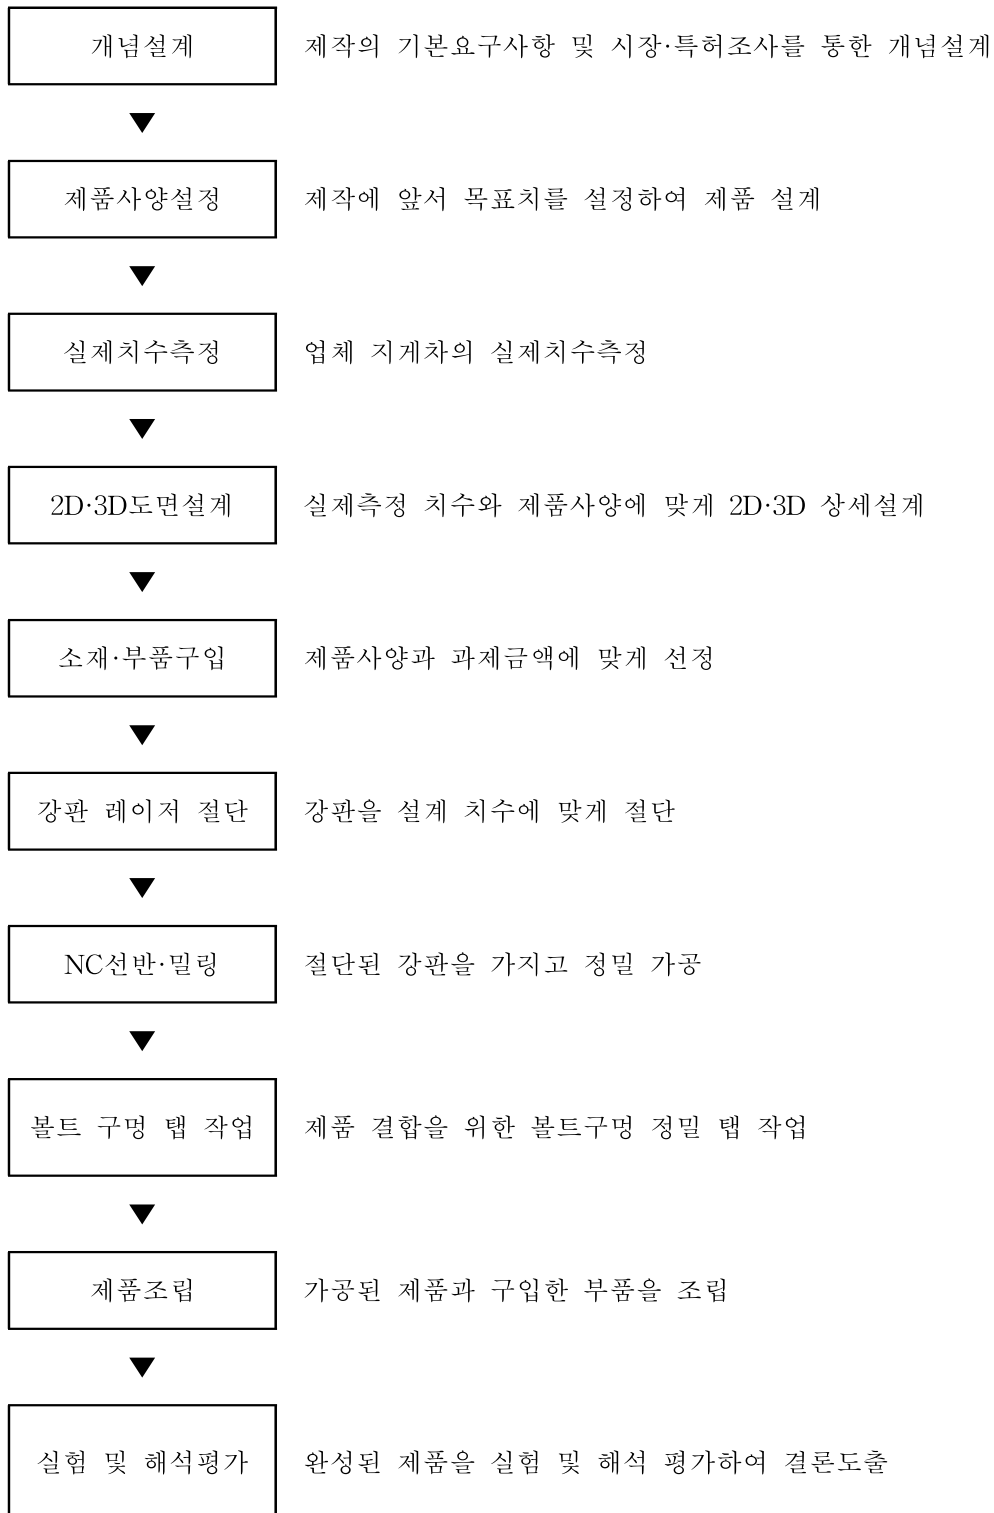 개념설계 제작의 기본요구사항 및 시장·특허조사를 통한 개념설계
▼
제품사양설정 제작에 앞서 목표치를 설정하여 제품 설계
▼
실제치수측정 업체 지게차의 실제치수측정
▼
2D·3D도면설계 실제측정 치수와 제품사양에 맞게 2D·3D 상세설계
▼
소재·부품구입 제품사양과 과제금액에 맞게 선정
▼
강판 레이저 절단 강판을 설계 치수에 맞게 절단
▼
NC선반·밀링 절단된 강판을 가지고 정밀 가공
▼
볼트 구멍 탭 작업 제품 결합을 위한 볼트구멍 정밀 탭 작업
▼
제품조립 가공된 제품과 구입한 부품을 조립
▼
실험 및 해석평가 완성된 제품을 실험 및 해석 평가하여 결론도출